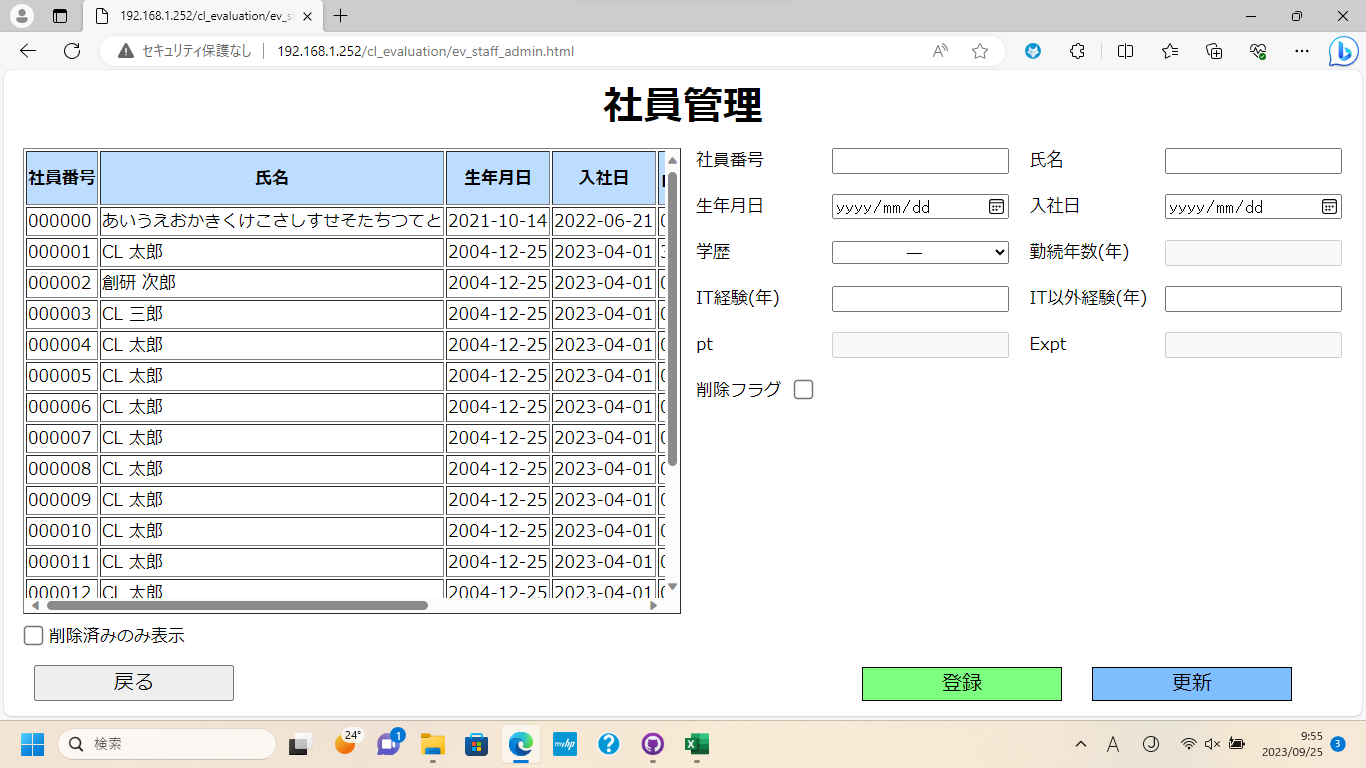 192.168.1.252/cl_evaluation/ev_st
セキュリティ保護なし 192.168.1.252/cl_evaluation/ev_staff_admin.html
社員管理
社員番号 氏名 生年月日 入社日
000000 あいうえおかきくけこさしすせそたちつてと 2021-10-14 2022-06-21
000001 CL 太郎 2004-12-25 2023-04-01
000002 創研 次郎 2004-12-25 2023-04-01
000003 CL 三郎 2004-12-25 2023-04-01
000004 CL 太郎 2004-12-25 2023-04-01
000005 CL 太郎 2004-12-25 2023-04-01
000006 CL 太郎 2004-12-25 2023-04-01
000007 CL 太郎 2004-12-25 2023-04-01
000008 CL 太郎 2004-12-25 2023-04-01
000009 CL 太郎 2004-12-25 2023-04-01
000010 CL 太郎 2004-12-25 2023-04-01
000011 CL 太郎 2004-12-25 2023-04-01
000012 CL 太郎 2004-12-25 2023-04-01
社員番号 氏名
生年月日 yyyy/mm/dd 入社日 yyyy/mm/dd
学歴 — 勤続年数(年)
IT経験(年) IT以外経験(年)
pt Expt
削除フラグ
削除済みのみ表示
戻る 登録 更新
検索 24° 1 myhp A J 9:55
2023/09/25 3